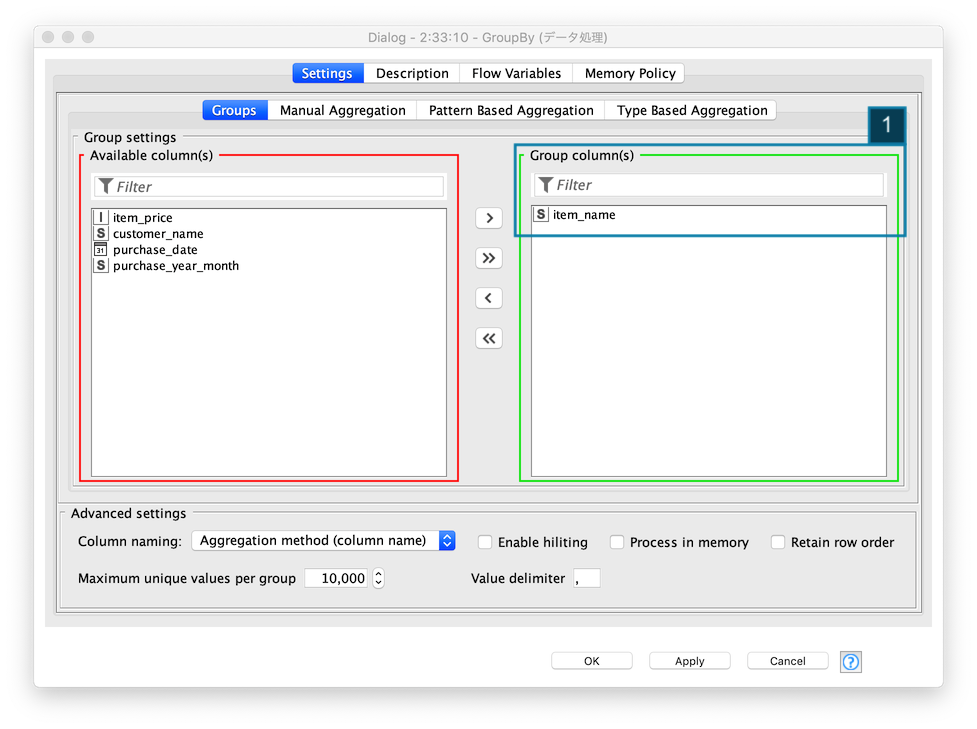 Dialog - 2:33:10 - GroupBy (データ処理)
Settings Description Flow Variables Memory Policy
Groups Manual Aggregation Pattern Based Aggregation Type Based Aggregation
1
Group settings
Available column(s)
Filter
I item_price
S customer_name
31 purchase_date
S purchase_year_month
>
>>
<
<<
Group column(s)
Filter
S item_name
Advanced settings
Column naming: Aggregation method (column name) Enable hiliting Process in memory Retain row order
Maximum unique values per group 10,000 Value delimiter ,
OK Apply Cancel ?